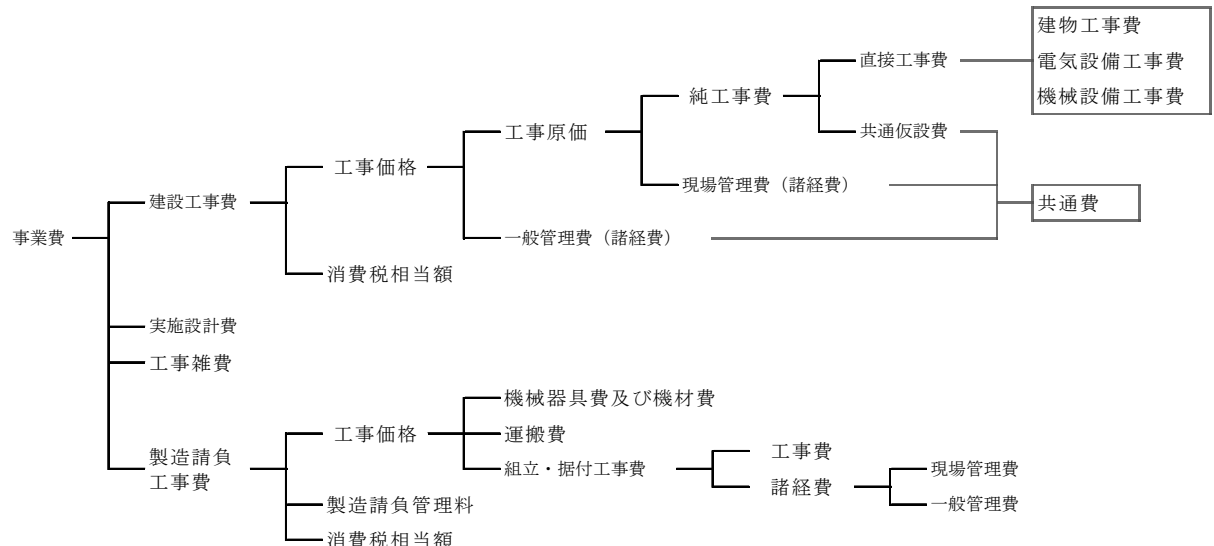 建物工事費
直接工事費
電気設備工事費
純工事費
機械設備工事費
工事原価
共通仮設費
工事価格
現場管理費（諸経費）
建設工事費
共通費
事業費
一般管理費（諸経費）
消費税相当額
実施設計費
工事雑費
機械器具費及び機材費
工事価格
運搬費
工事費
製造請負
工事費
組立・据付工事費
現場管理費
諸経費
製造請負管理料
一般管理費
消費税相当額